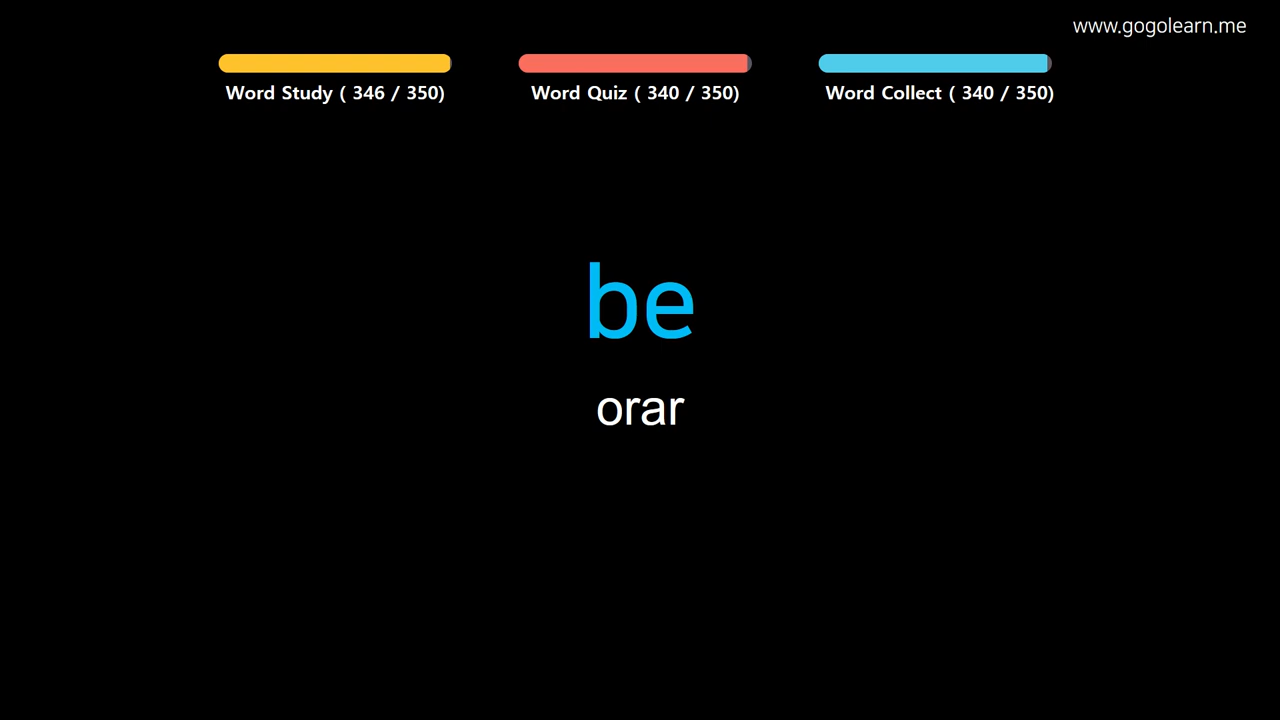 www.gogolearn.me
Word Study ( 346 / 350)
Word Quiz ( 340 / 350)
Word Collect ( 340 / 350)
be
orar